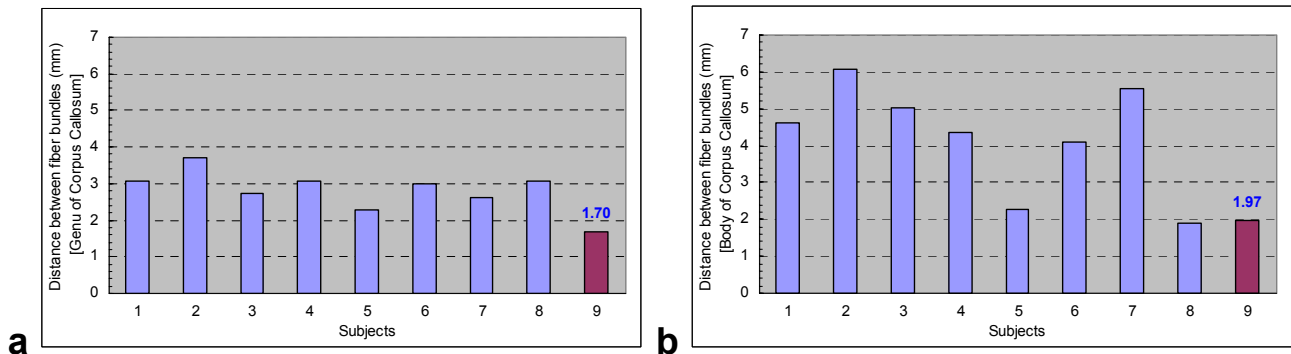 Distance between fiber bundles (mm)
[Genu of Corpus Callosum]
7
6
5
4
3
2
1
0
1.70
1 2 3 4 5 6 7 8 9
Subjects
a
Distance between fiber bundles (mm)
[Body of Corpus Callosum]
7
6
5
4
3
2
1
0
1.97
1 2 3 4 5 6 7 8 9
Subjects
b